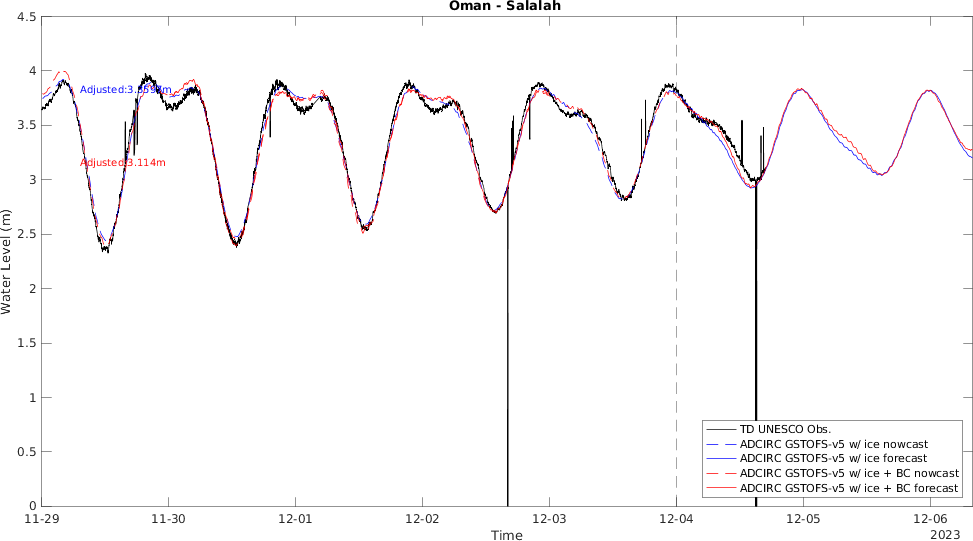 Oman - Salalah
4.5
4
3.5
3
2.5
2
1.5
1
0.5
0
Water Level (m)
Adjusted:3.114m
11-29
11-30
12-01
12-02
12-03
12-04
12-05
12-06
Time
2023
TD UNESCO Obs.
ADCIRC GSTOFS-v5 w/ ice nowcast
ADCIRC GSTOFS-v5 w/ ice forecast
ADCIRC GSTOFS-v5 w/ ice + BC nowcast
ADCIRC GSTOFS-v5 w/ ice + BC forecast